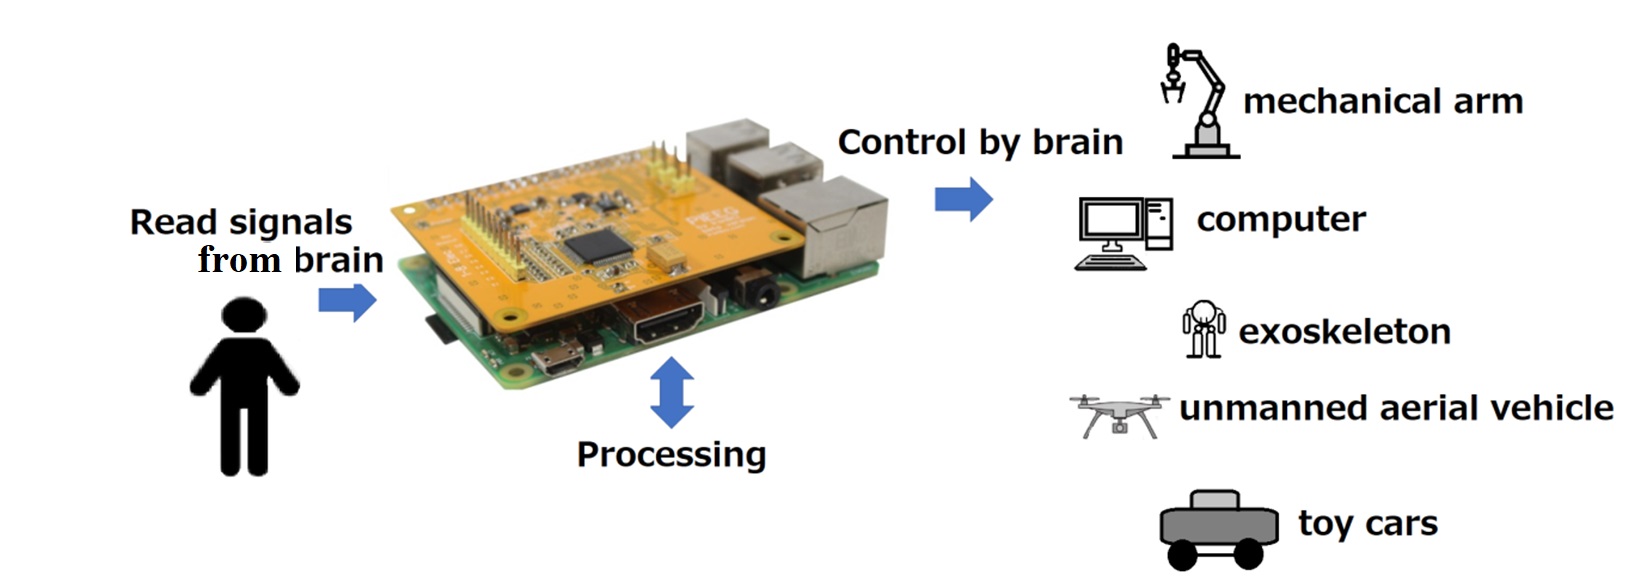 Read signals
from brain
Control by brain
Processing
mechanical arm
computer
exoskeleton
unmanned aerial vehicle
toy cars